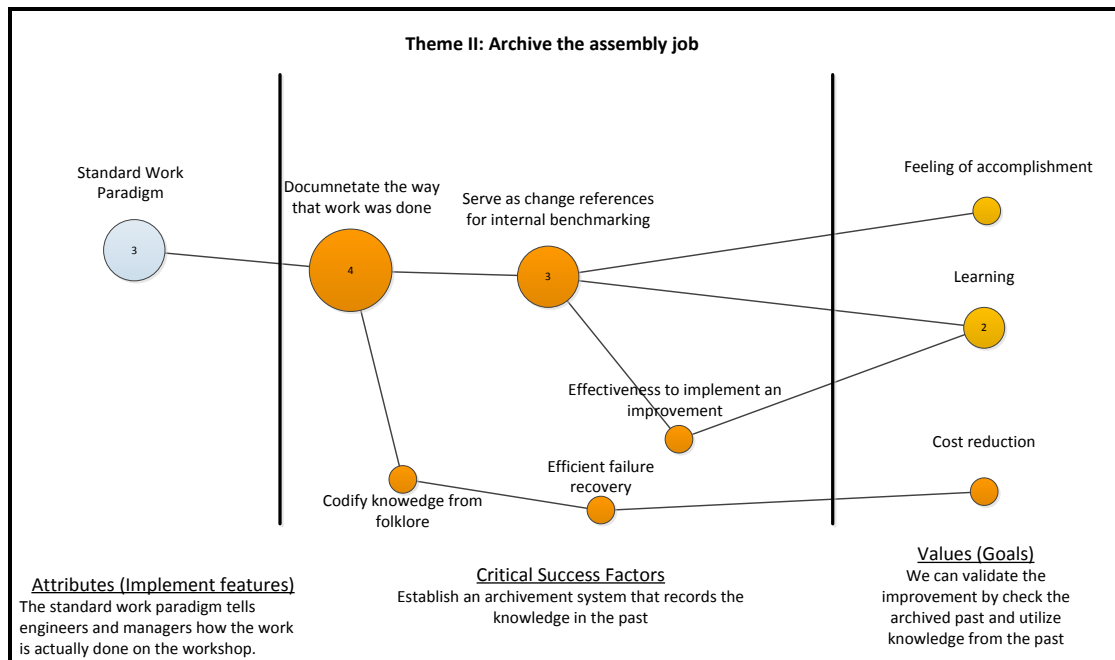 Theme II: Archive the assembly job
Standard Work
Paradigm
3
Documnetate the way
that work was done
4
Serve as change references
for internal benchmarking
3
Feeling of accomplishment
Learning
2
Effectiveness to implement an
improvement
Cost reduction
Efficient failure
recovery
Codify knowedge from
folklore
Attributes (Implement features)
The standard work paradigm tells
engineers and managers how the work
is actually done on the workshop.
Critical Success Factors
Establish an archivement system that records the
knowledge in the past
Values (Goals)
We can validate the
improvement by check the
archived past and utilize
knowledge from the past